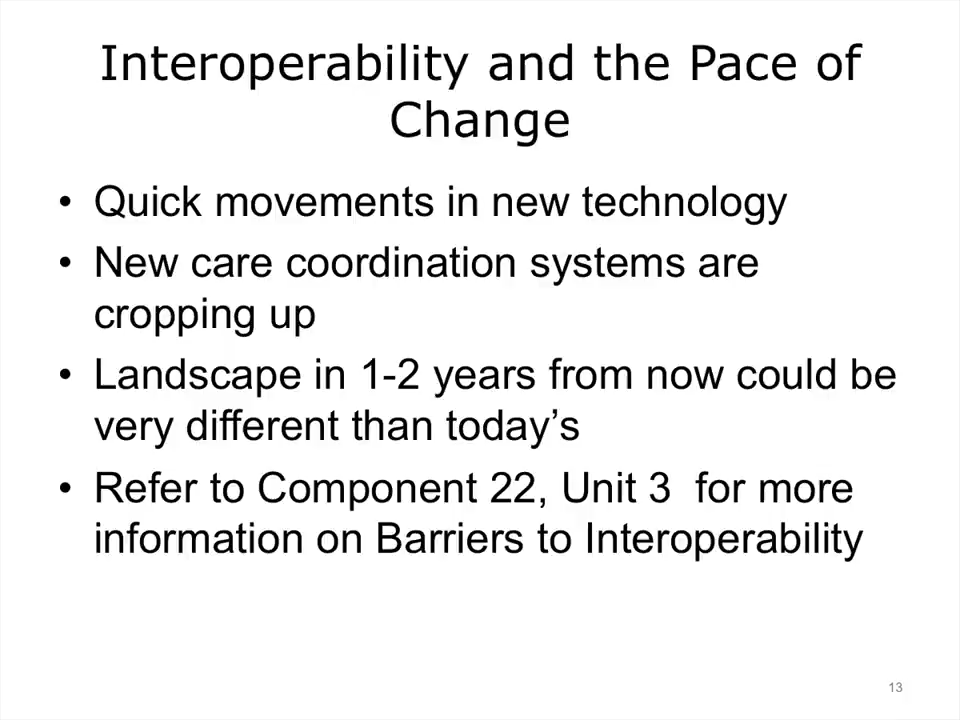 Interoperability and the Pace of
Change
• Quick movements in new technology
• New care coordination systems are
cropping up
• Landscape in 1-2 years from now could be
very different than today’s
• Refer to Component 22, Unit 3  for more
information on Barriers to Interoperability
13